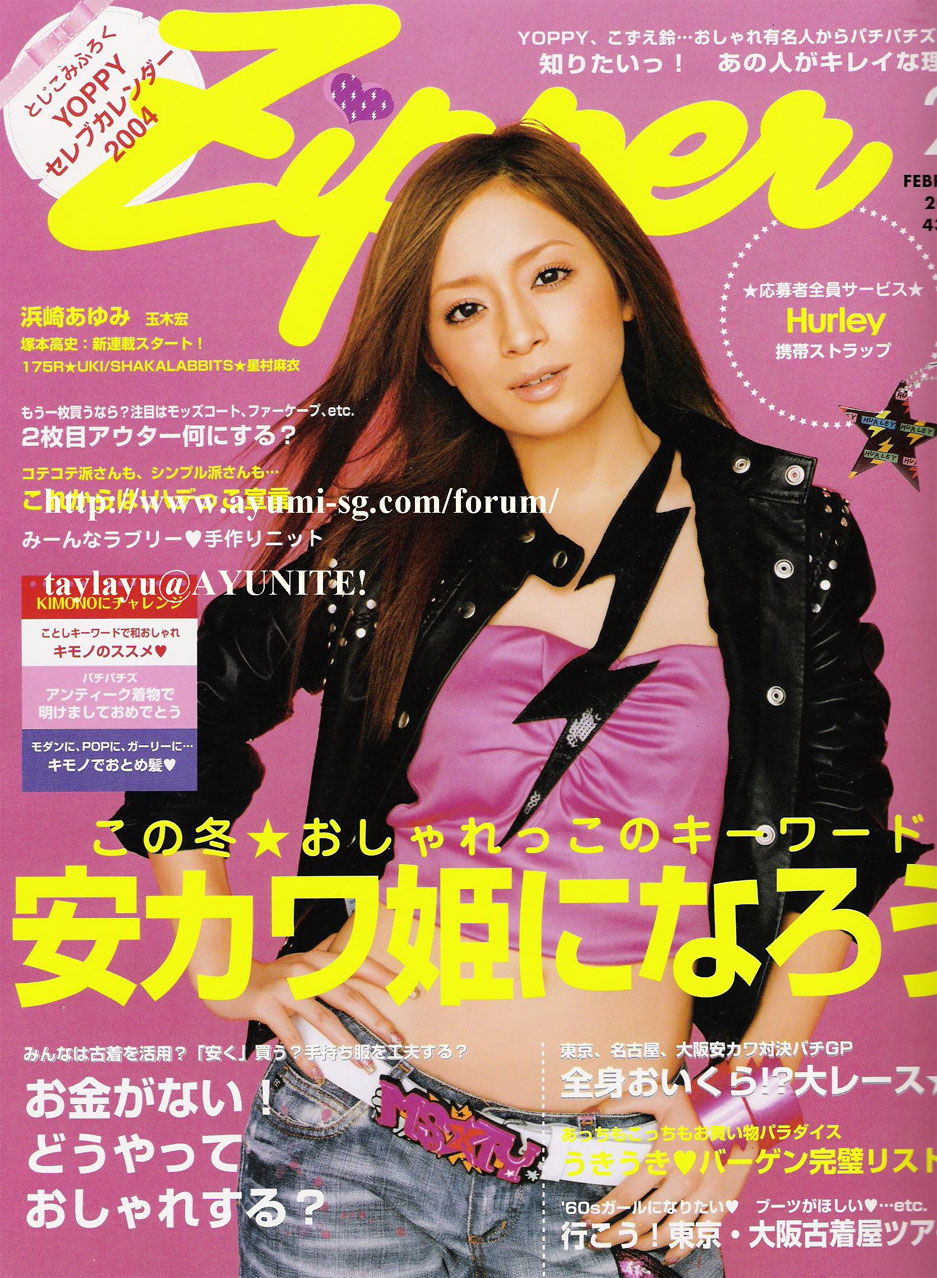 とじこみふろく
YOPPY
セレブカレンダー
2004
Zipper
YOPPY、こずえ鈴…おしゃれ有名人からパチパチズ
知りたいっ！ あの人がキレイな理
FEB
浜崎あゆみ 玉木宏
塚本高史：新連載スタート！
175R★UKI/SHAKALABBITS★星村麻衣
★応募者全員サービス★
Hurley
携帯ストラップ
HURLEY
HURLEY
HURLEY
もう一枚買うなら？注目はモッズコート、ファーケープ、etc.
2枚目アウター何にする？
コテコテ派さんも、シンプル派さんも…
これからはハデっこ宣言
http://www.ayumi-sg.com/forum/
みーんなラブリー♥手作りニット
taylayu@AYUNITE!
KIMONOにチャレンジ
ことしキーワードで和おしゃれ
キモノのススメ♥
パチパチズ
アンティーク着物で
明けましておめでとう
モダンに、POPに、ガーリーに…
キモノでおとめ髪♥
この冬★おしゃれっこのキーワード
安カワ姫になろう
みんなは古着を活用？「安く」買う？手持ち服を工夫する？
お金がない！
どうやって
おしゃれする？
東京、名古屋、大阪安カワ対決パチGP
全身おいくら!?大レース★
あっちもこっちもお買い物パラダイス
うきうき♥バーゲン完璧リスト
'60sガールになりたい♥ ブーツがほしい♥…etc.
行こう！東京・大阪古着屋ツアー